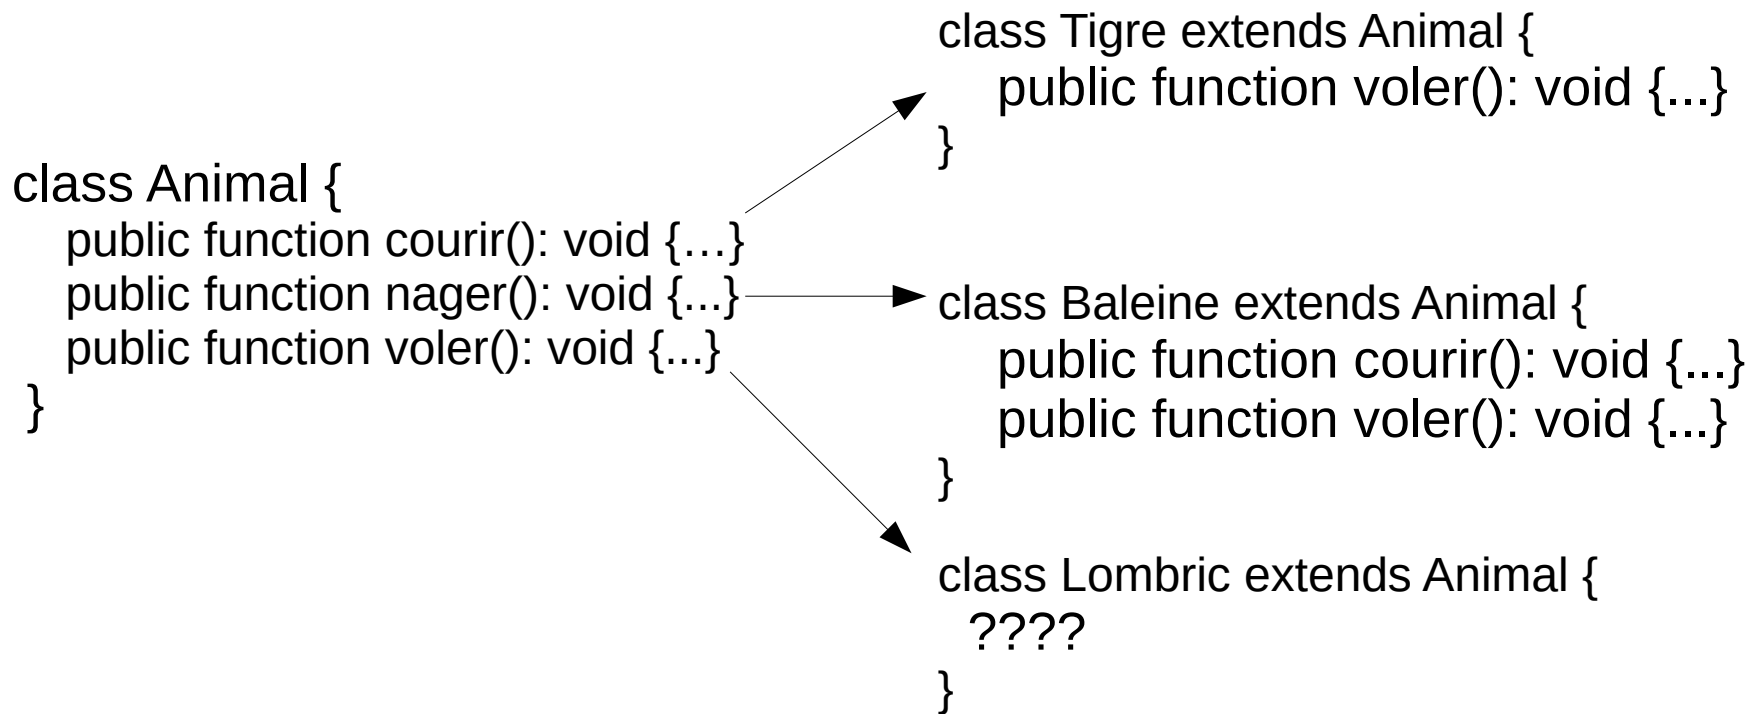 class Animal {
public function courir(): void {…}
public function nager(): void {...}
public function voler(): void {...}
}
class Tigre extends Animal {
public function voler(): void {...}
}
class Baleine extends Animal {
public function courir(): void {...}
public function voler(): void {...}
}
class Lombric extends Animal {
????
}